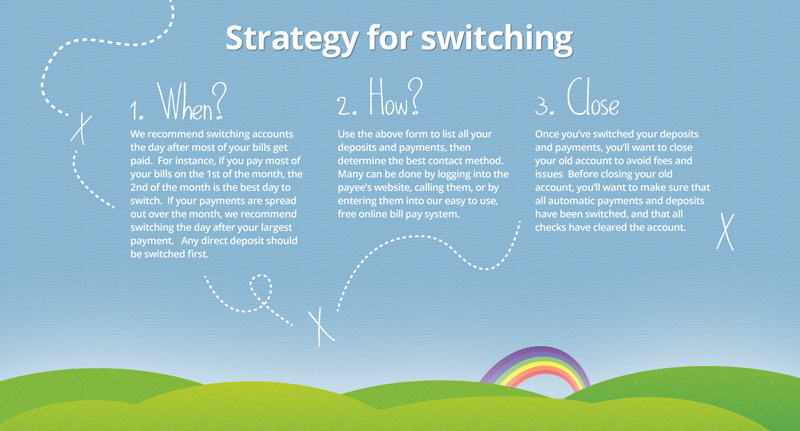 Strategy for switching
1. When?
We recommend switching accounts
the day after most of your bills get
paid.  For instance, if you pay most of
your bills on the 1st of the month, the
2nd of the month is the best day to
switch.  If your payments are spread
out over the month, we recommend
switching the day after your largest
payment.   Any direct deposit should
be switched first.
2. How?
Use the above form to list all your
deposits and payments, then
determine the best contact method.
Many can be done by logging into the
payee's website, calling them, or by
entering them into our easy to use,
free online bill pay system.
3. Close
Once you've switched your deposits
and payments, you'll want to close
your old account to avoid fees and
issues  Before closing your old
account, you'll want to make sure that
all automatic payments and deposits
have been switched, and that all
checks have cleared the account.